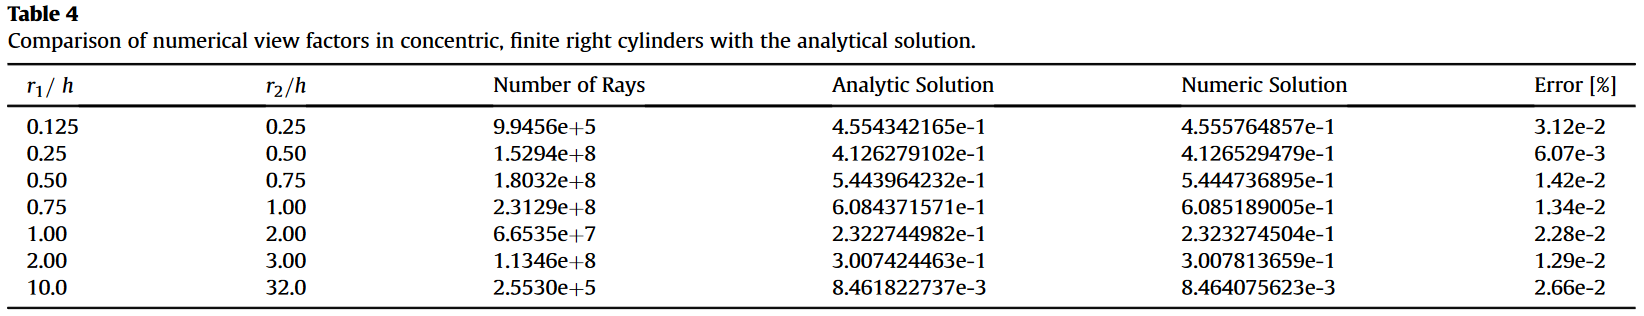 Table 4
Comparison of numerical view factors in concentric, finite right cylinders with the analytical solution.
r₁/ h r₂/h Number of Rays Analytic Solution Numeric Solution Error [%]
0.125 0.25 9.9456e+5 4.554342165e-1 4.555764857e-1 3.12e-2
0.25 0.50 1.5294e+8 4.126279102e-1 4.126529479e-1 6.07e-3
0.50 0.75 1.8032e+8 5.443964232e-1 5.444736895e-1 1.42e-2
0.75 1.00 2.3129e+8 6.084371571e-1 6.085189005e-1 1.34e-2
1.00 2.00 6.6535e+7 2.322744982e-1 2.323274504e-1 2.28e-2
2.00 3.00 1.1346e+8 3.007424463e-1 3.007813659e-1 1.29e-2
10.0 32.0 2.5530e+5 8.461822737e-3 8.464075623e-3 2.66e-2